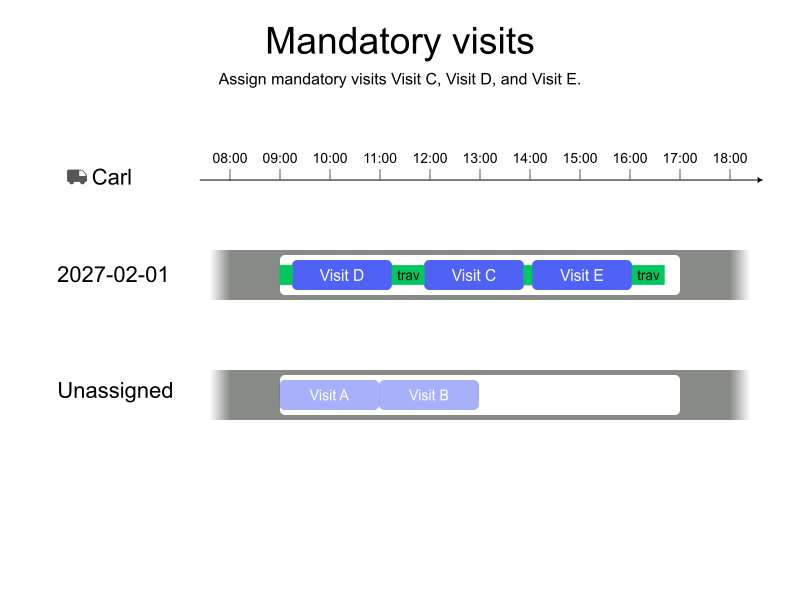 Mandatory visits
Assign mandatory visits Visit C, Visit D, and Visit E.
08:00 09:00 10:00 11:00 12:00 13:00 14:00 15:00 16:00 17:00 18:00
Carl
2027-02-01 Visit D trav Visit C Visit E trav
Unassigned Visit A Visit B